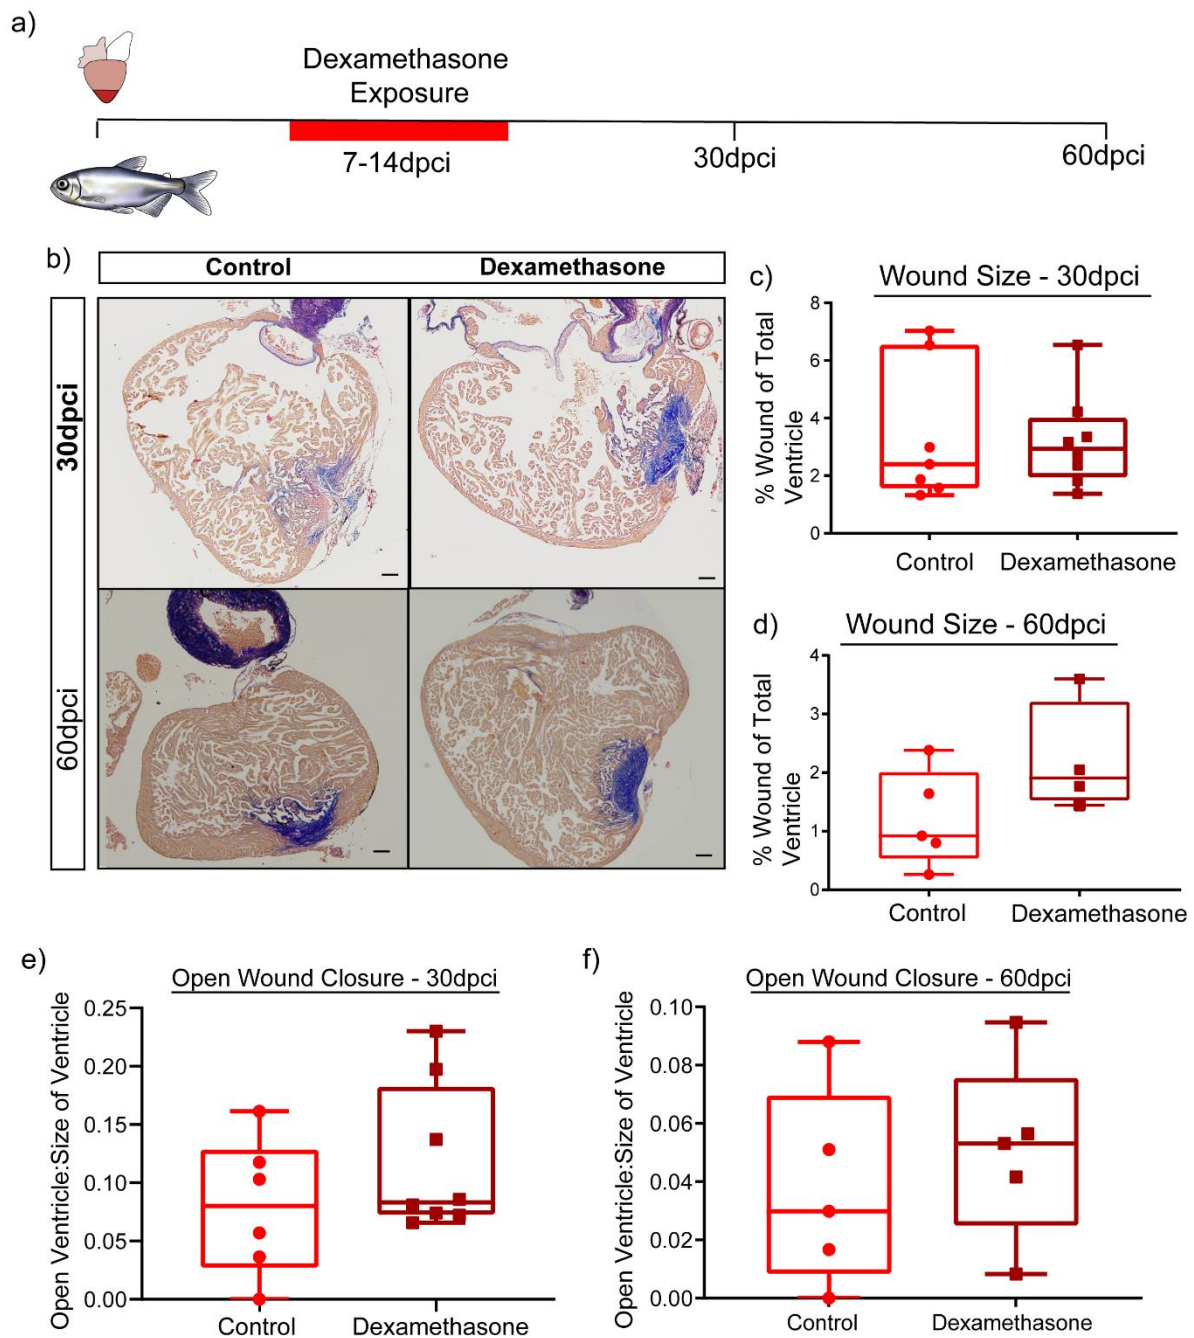 a)
Dexamethasone
Exposure
7-14dpci
30dpci
60dpci
b)
Control
Dexamethasone
30dpci
60dpci
c)
Wound Size - 30dpci
% Wound of Total
Ventricle
8
6
4
2
0
Control
Dexamethasone
d)
Wound Size - 60dpci
% Wound of Total
Ventricle
4
3
2
1
0
Control
Dexamethasone
e)
Open Wound Closure - 30dpci
Open Ventricle:Size of Ventricle
0.25
0.20
0.15
0.10
0.05
0.00
Control
Dexamethasone
f)
Open Wound Closure - 60dpci
Open Ventricle:Size of Ventricle
0.10
0.08
0.06
0.04
0.02
0.00
Control
Dexamethasone